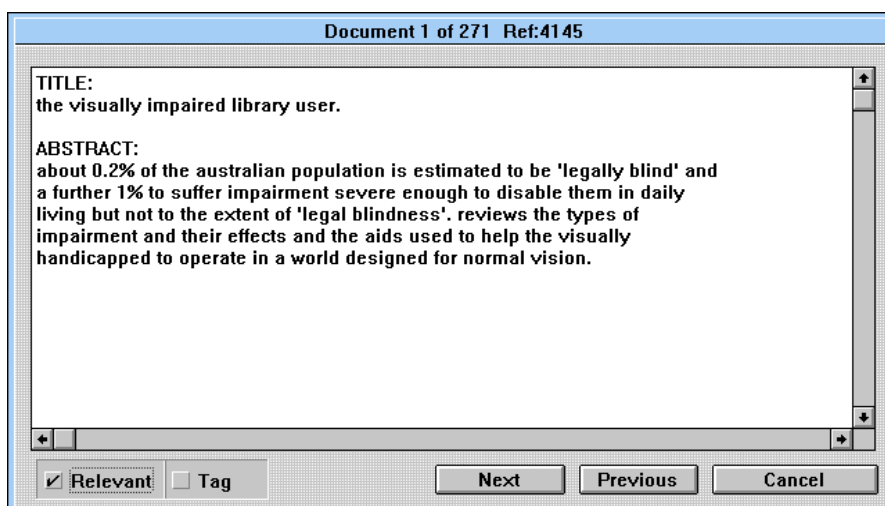 Document 1 of 271 Ref:4145
TITLE:
the visually impaired library user.
ABSTRACT:
about 0.2% of the australian population is estimated to be 'legally blind' and
a further 1% to suffer impairment severe enough to disable them in daily
living but not to the extent of 'legal blindness'. reviews the types of
impairment and their effects and the aids used to help the visually
handicapped to operate in a world designed for normal vision.
Relevant Tag Next Previous Cancel